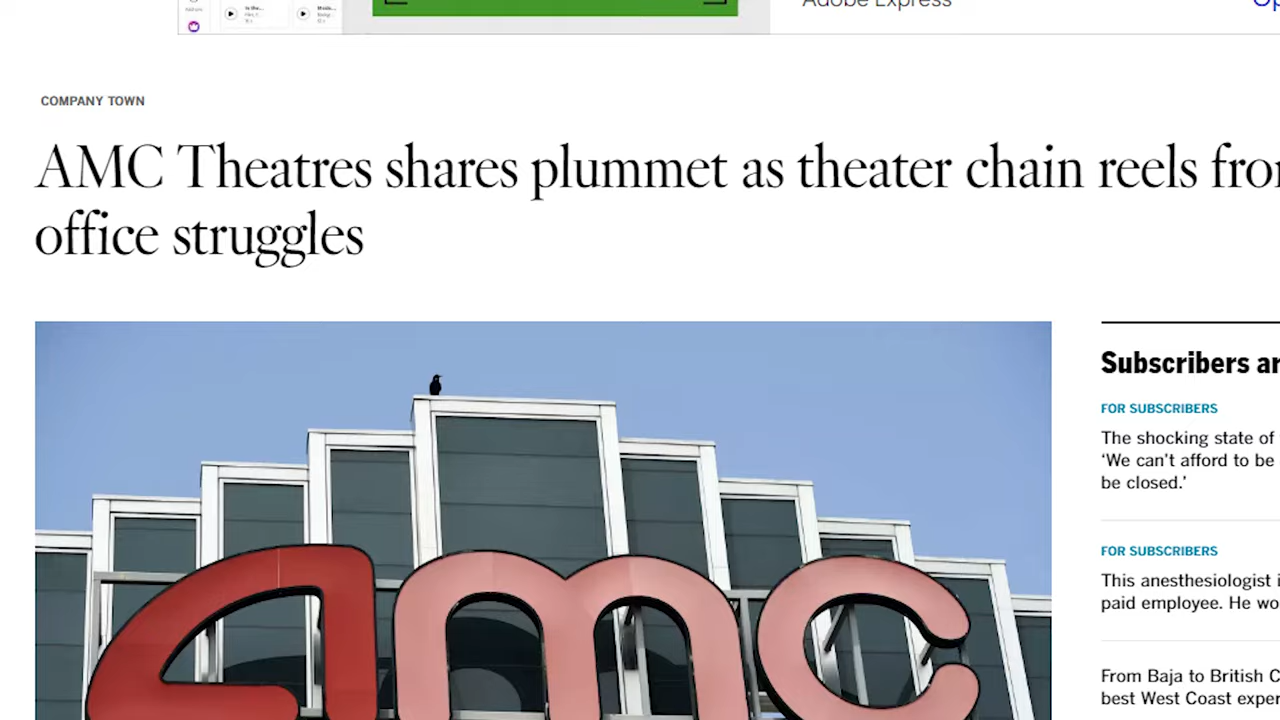 Adobe Express
Op
COMPANY TOWN
AMC Theatres shares plummet as theater chain reels from
office struggles
Subscribers ar
FOR SUBSCRIBERS
The shocking state of
‘We can't afford to be
be closed.’
FOR SUBSCRIBERS
This anesthesiologist i
paid employee. He wo
From Baja to British C
best West Coast exper
amc